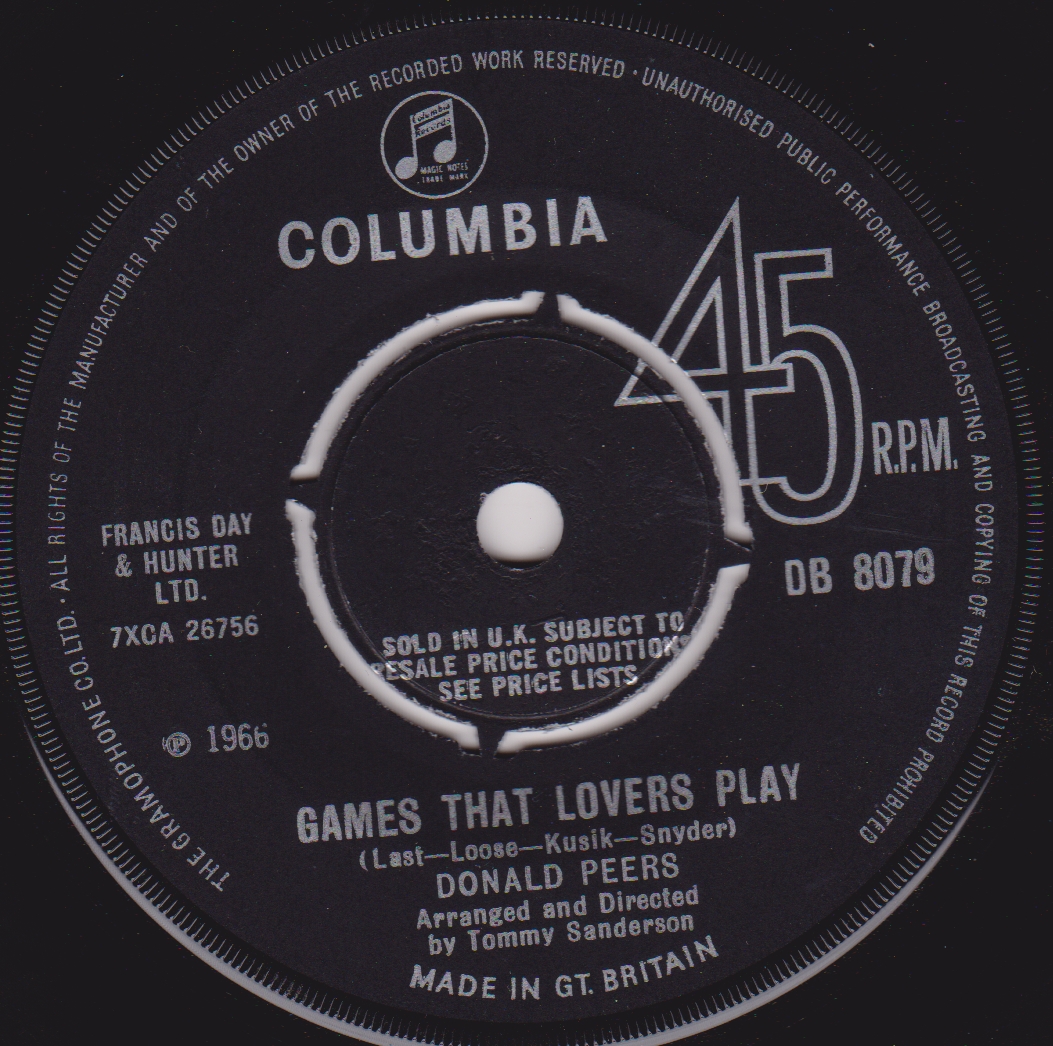 THE GRAMOPHONE CO. LTD. · ALL RIGHTS OF THE MANUFACTURER AND OF THE OWNER OF THE RECORDED WORK RESERVED · UNAUTHORISED PUBLIC PERFORMANCE BROADCASTING AND COPYING OF THIS RECORD PROHIBITED
Columbia
Records
MAGIC NOTES
TRADE MARK
COLUMBIA
45
R.P.M.
FRANCIS DAY
& HUNTER
LTD.
7XCA 26756
DB 8079
SOLD IN U.K. SUBJECT TO
RESALE PRICE CONDITIONS
SEE PRICE LISTS
℗ 1966
GAMES THAT LOVERS PLAY
(Last—Loose—Kusik—Snyder)
DONALD PEERS
Arranged and Directed
by Tommy Sanderson
MADE IN GT. BRITAIN